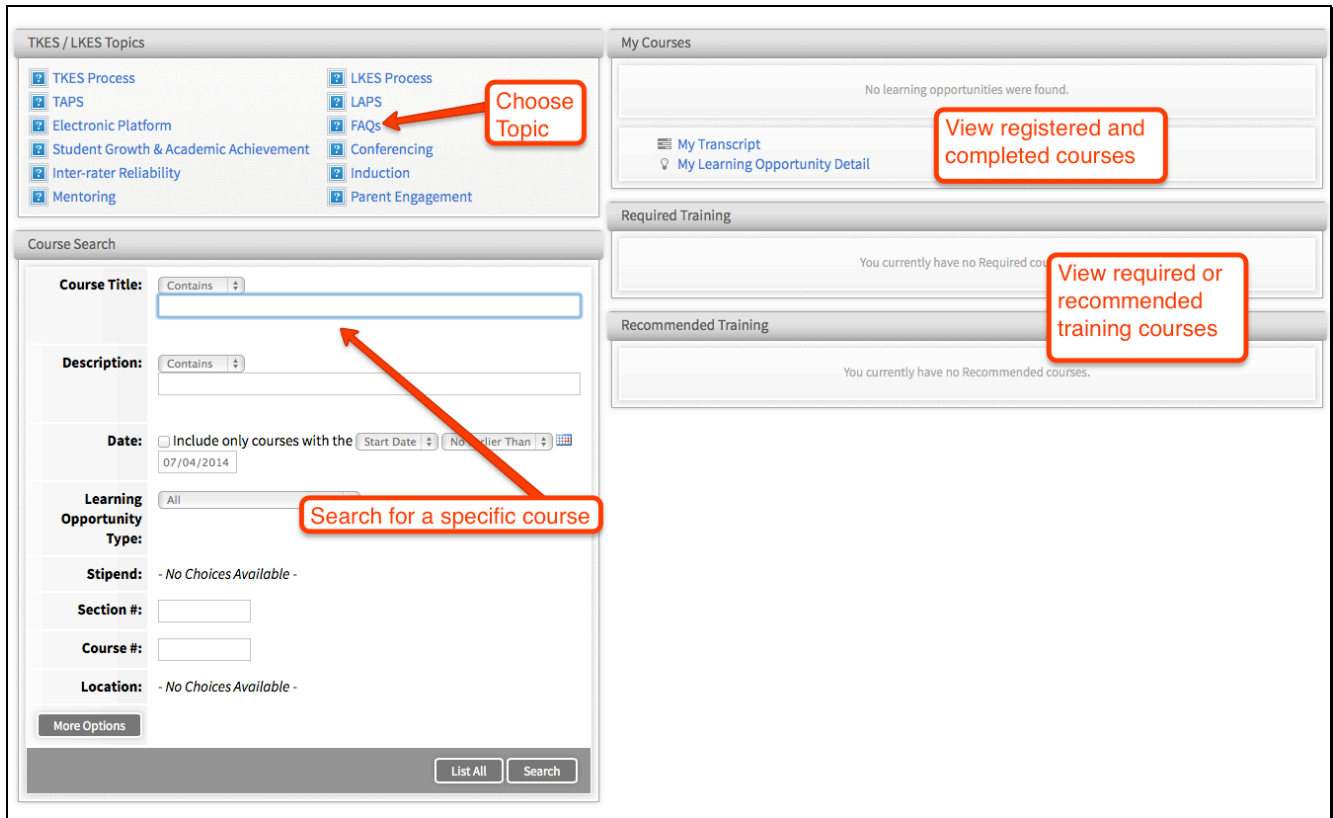 TKES / LKES Topics
TKES Process
TAPS
Electronic Platform
Student Growth & Academic Achievement
Inter-rater Reliability
Mentoring
LKES Process
LAPS
FAQs
Conferencing
Induction
Parent Engagement
Choose
Topic
Course Search
Course Title:
Contains
Description:
Contains
Date:
Include only courses with the Start Date No Earlier Than
07/04/2014
Learning
Opportunity
Type:
All
Search for a specific course
Stipend: - No Choices Available -
Section #:
Course #:
Location: - No Choices Available -
More Options
List All Search
My Courses
No learning opportunities were found.
My Transcript
My Learning Opportunity Detail
View registered and
completed courses
Required Training
You currently have no Required
View required or
recommended
training courses
Recommended Training
You currently have no Recommended courses.